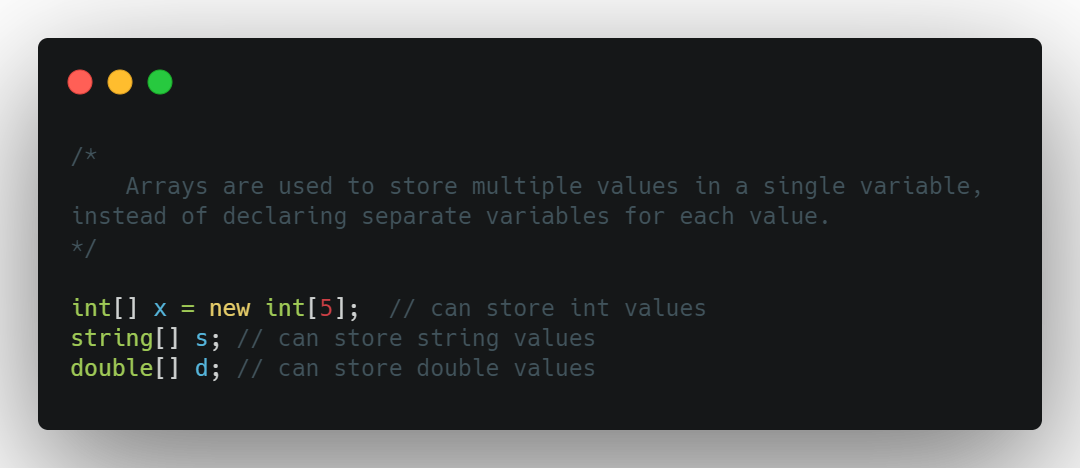 /*
    Arrays are used to store multiple values in a single variable,
instead of declaring separate variables for each value.
*/
int[] x = new int[5];  // can store int values
string[] s; // can store string values
double[] d; // can store double values